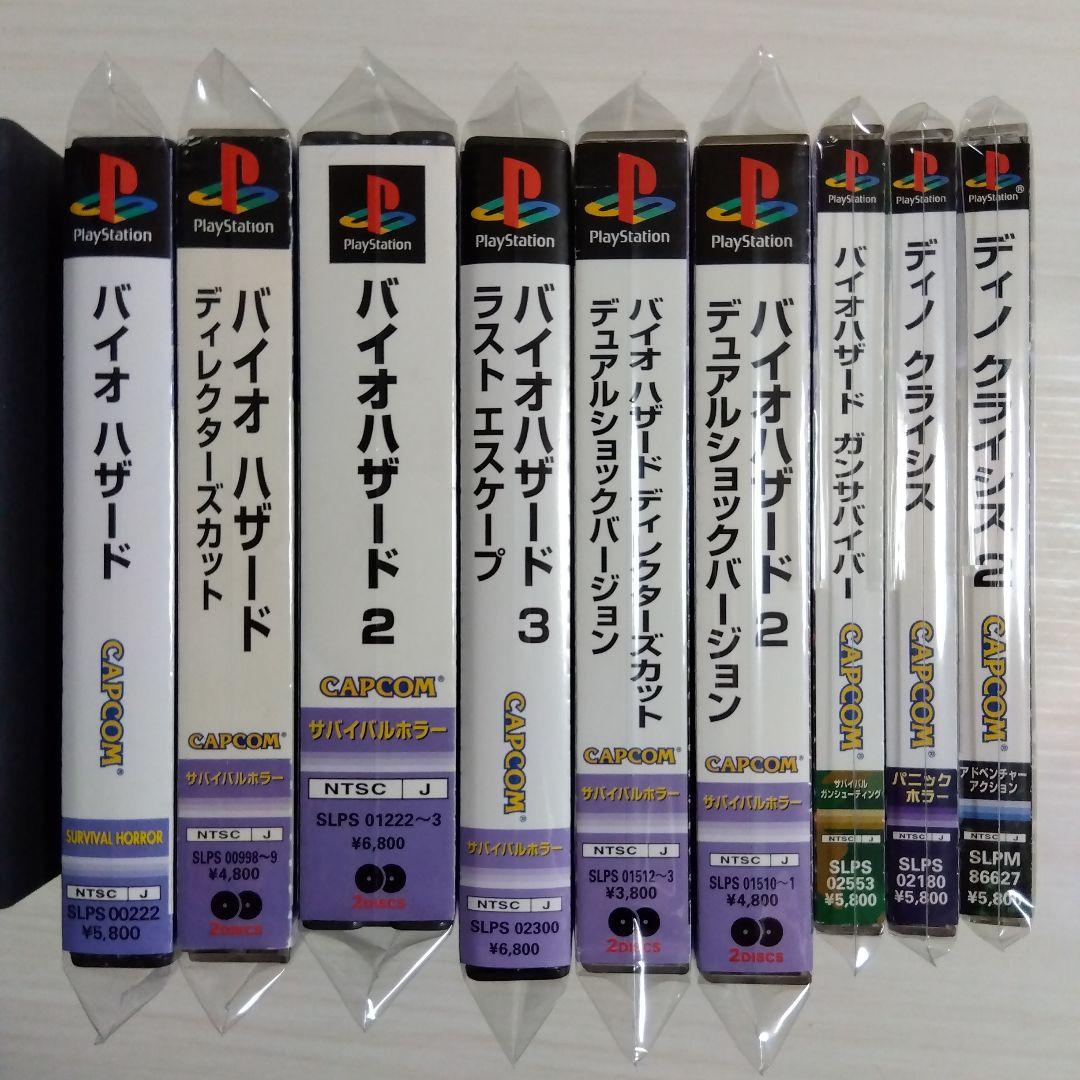 PlayStation
バイオ ハザード
CAPCOM®
SURVIVAL HORROR
NTSC J
SLPS 00222
¥5,800
PlayStation
バイオ ハザード
ディレクターズカット
CAPCOM®
サバイバルホラー
NTSC J
SLPS 00998〜9
¥4,800
2DISCS
PlayStation
バイオハザード 2
CAPCOM®
サバイバルホラー
NTSC J
SLPS 01222〜3
¥6,800
2DISCS
PlayStation
バイオハザード 3
ラスト エスケープ
CAPCOM®
サバイバルホラー
NTSC J
SLPS 02300
¥6,800
PlayStation
バイオ ハザード ディレクターズカット
デュアルショックバージョン
CAPCOM®
サバイバルホラー
NTSC J
SLPS 01512〜3
¥3,800
2DISCS
PlayStation
バイオハザード 2
デュアルショックバージョン
CAPCOM®
サバイバルホラー
NTSC J
SLPS 01510〜1
¥4,800
2DISCS
PlayStation
バイオハザード ガンサバイバー
CAPCOM®
サバイバル
ガンシューティング
NTSC J
SLPS
02553
¥5,800
PlayStation
ディノ クライシス
CAPCOM®
パニック
ホラー
NTSC J
SLPS
02180
¥5,800
PlayStation®
ディノ クライシス 2
CAPCOM®
アドベンチャー
アクション
NTSC J
SLPM
86627
¥5,800